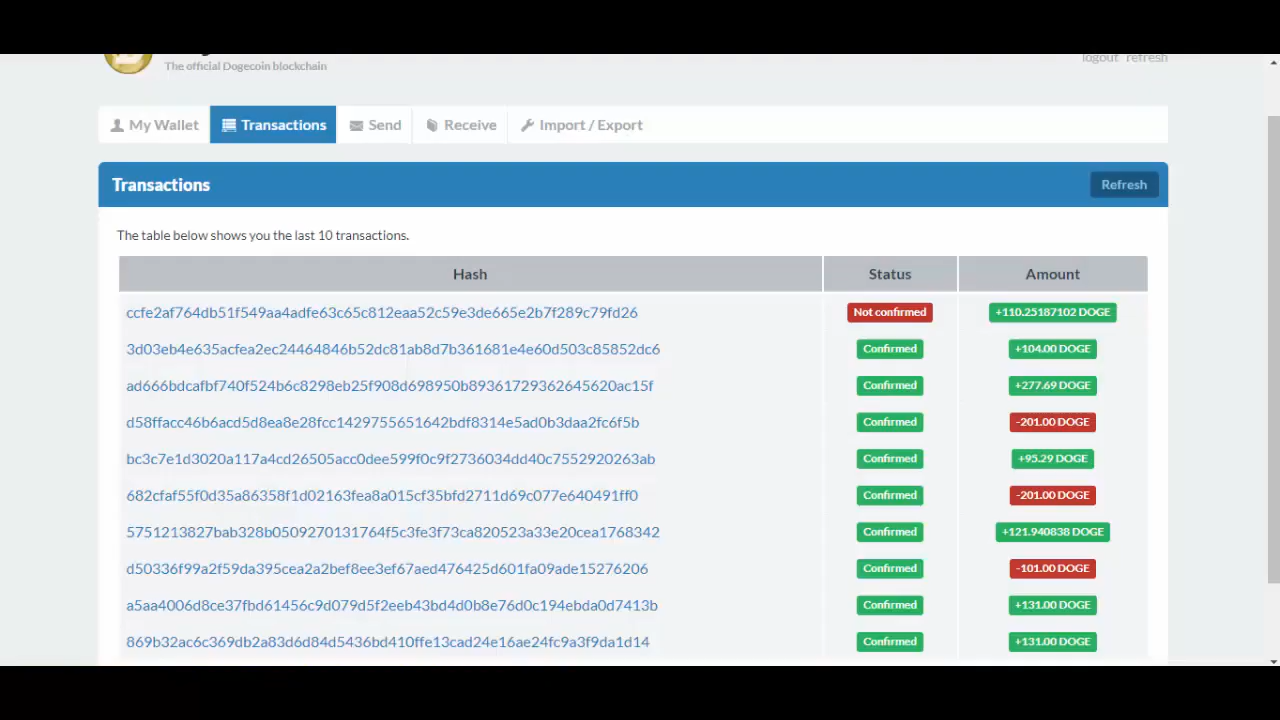 The official Dogecoin blockchain
logout refresh
My Wallet Transactions Send Receive Import / Export
Transactions Refresh
The table below shows you the last 10 transactions.
Hash Status Amount
ccfe2af764db51f549aa4adfe63c65c812eaa52c59e3de665e2b7f289c79fd26 Not confirmed +110.25187102 DOGE
3d03eb4e635acfea2ec24464846b52dc81ab8d7b361681e4e60d503c85852dc6 Confirmed +104.00 DOGE
ad666bdcafbf740f524b6c8298eb25f908d698950b89361729362645620ac15f Confirmed +277.69 DOGE
d58ffacc46b6acd5d8ea8e28fcc1429755651642bdf8314e5ad0b3daa2fc6f5b Confirmed -201.00 DOGE
bc3c7e1d3020a117a4cd26505acc0dee599f0c9f2736034dd40c7552920263ab Confirmed +95.29 DOGE
682cfaf55f0d35a86358f1d02163fea8a015cf35bfd2711d69c077e640491ff0 Confirmed -201.00 DOGE
5751213827bab328b0509270131764f5c3fe3f73ca820523a33e20cea1768342 Confirmed +121.940838 DOGE
d50336f99a2f59da395cea2a2bef8ee3ef67aed476425d601fa09ade15276206 Confirmed -101.00 DOGE
a5aa4006d8ce37fbd61456c9d079d5f2eeb43bd4d0b8e76d0c194ebda0d7413b Confirmed +131.00 DOGE
869b32ac6c369db2a83d6d84d5436bd410ffe13cad24e16ae24fc9a3f9da1d14 Confirmed +131.00 DOGE